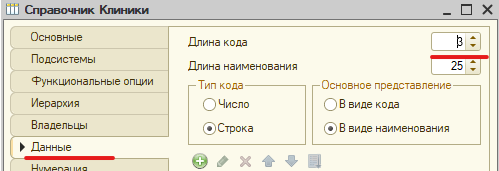 Справочник Клиники
Основные
Подсистемы
Функциональные опции
Иерархия
Владельцы
Данные
Нумерация
Длина кода 3
Длина наименования 25
Тип кода
Число
Строка
Основное представление
В виде кода
В виде наименования